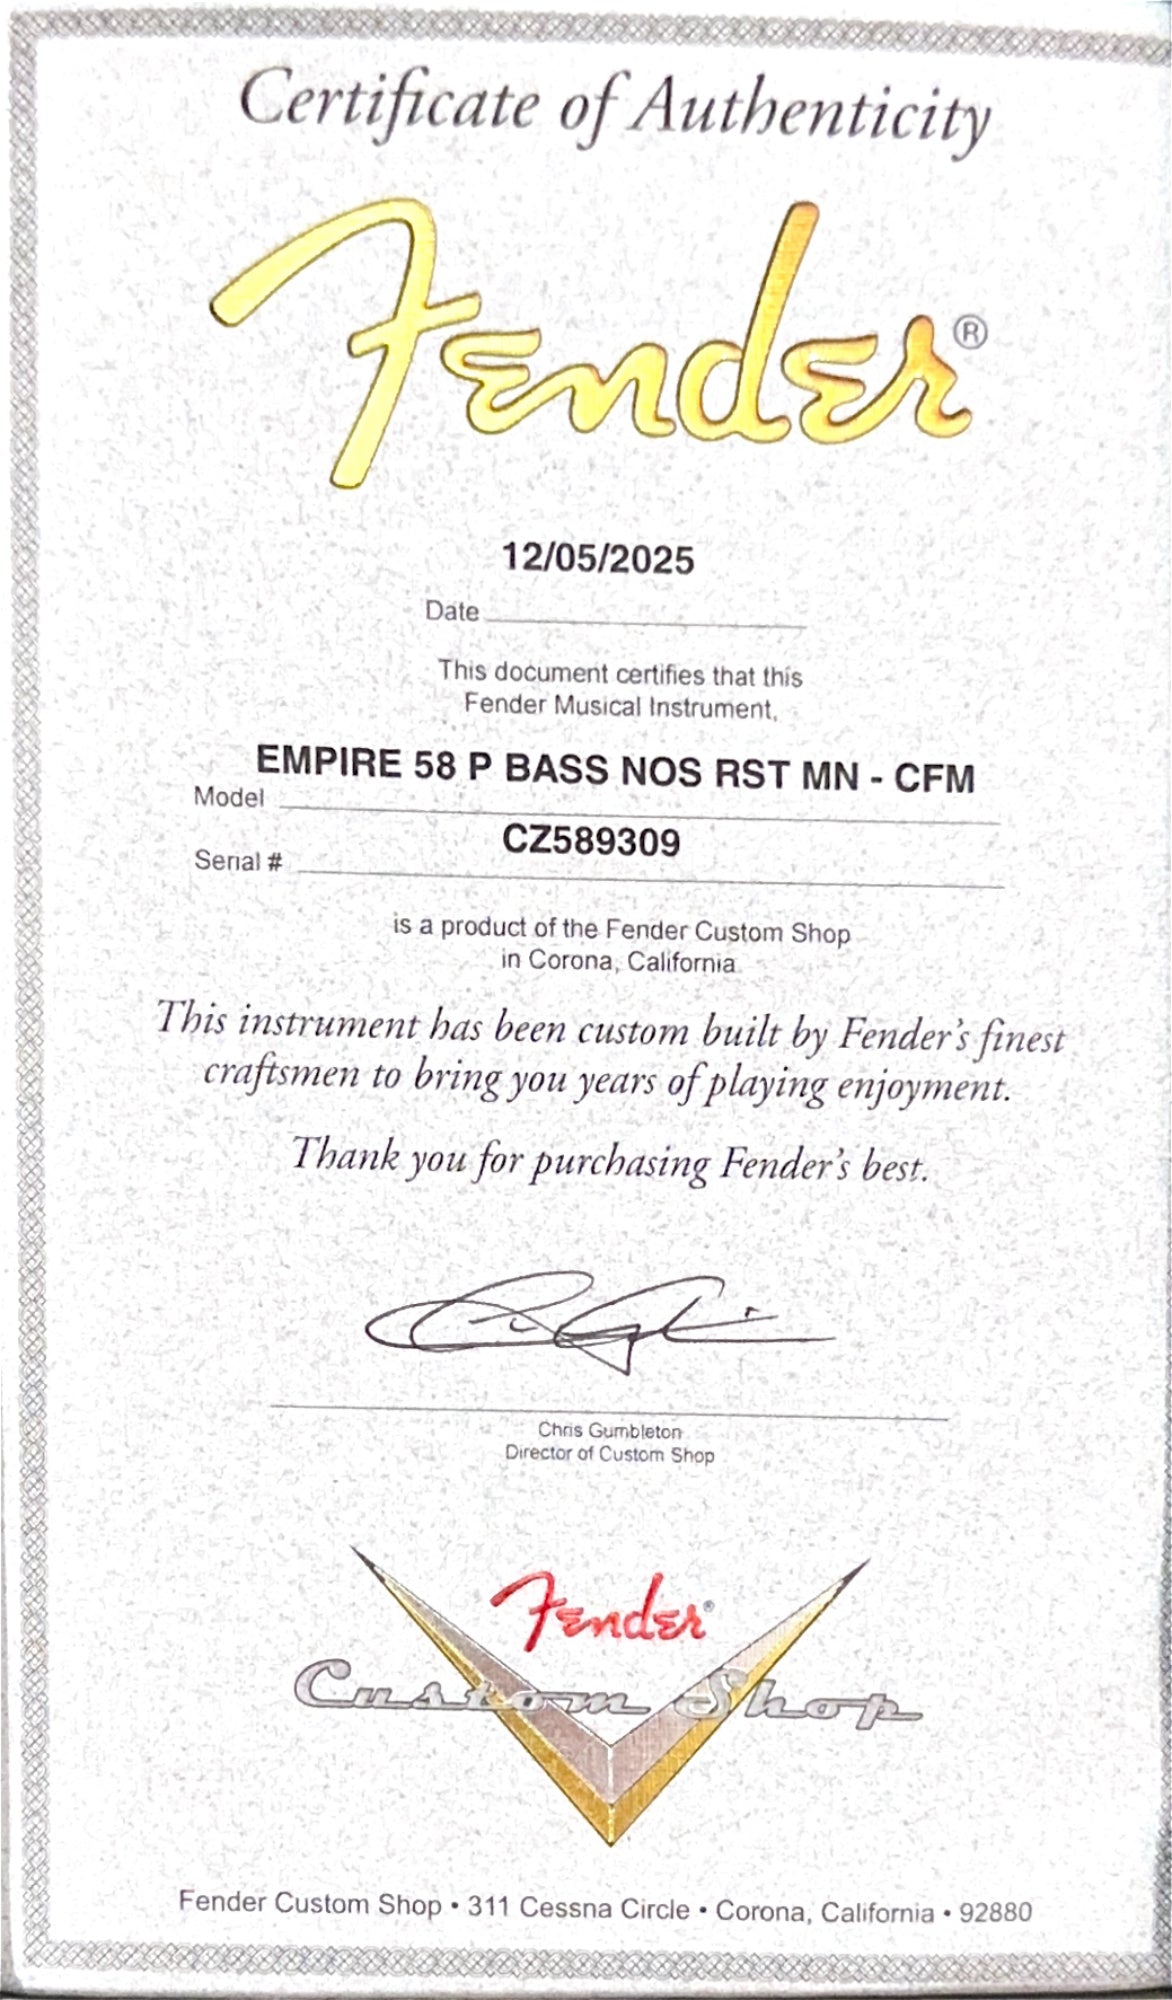 Certificate of Authenticity
Fender®
12/05/2025
Date
This document certifies that this
Fender Musical Instrument,
EMPIRE 58 P BASS NOS RST MN - CFM
Model
CZ589309
Serial #
is a product of the Fender Custom Shop
in Corona, California
This instrument has been custom built by Fender's finest
craftsmen to bring you years of playing enjoyment.
Thank you for purchasing Fender's best.
Chris Gumbleton
Director of Custom Shop
Fender®
Custom Shop
Fender Custom Shop • 311 Cessna Circle • Corona, California • 92880